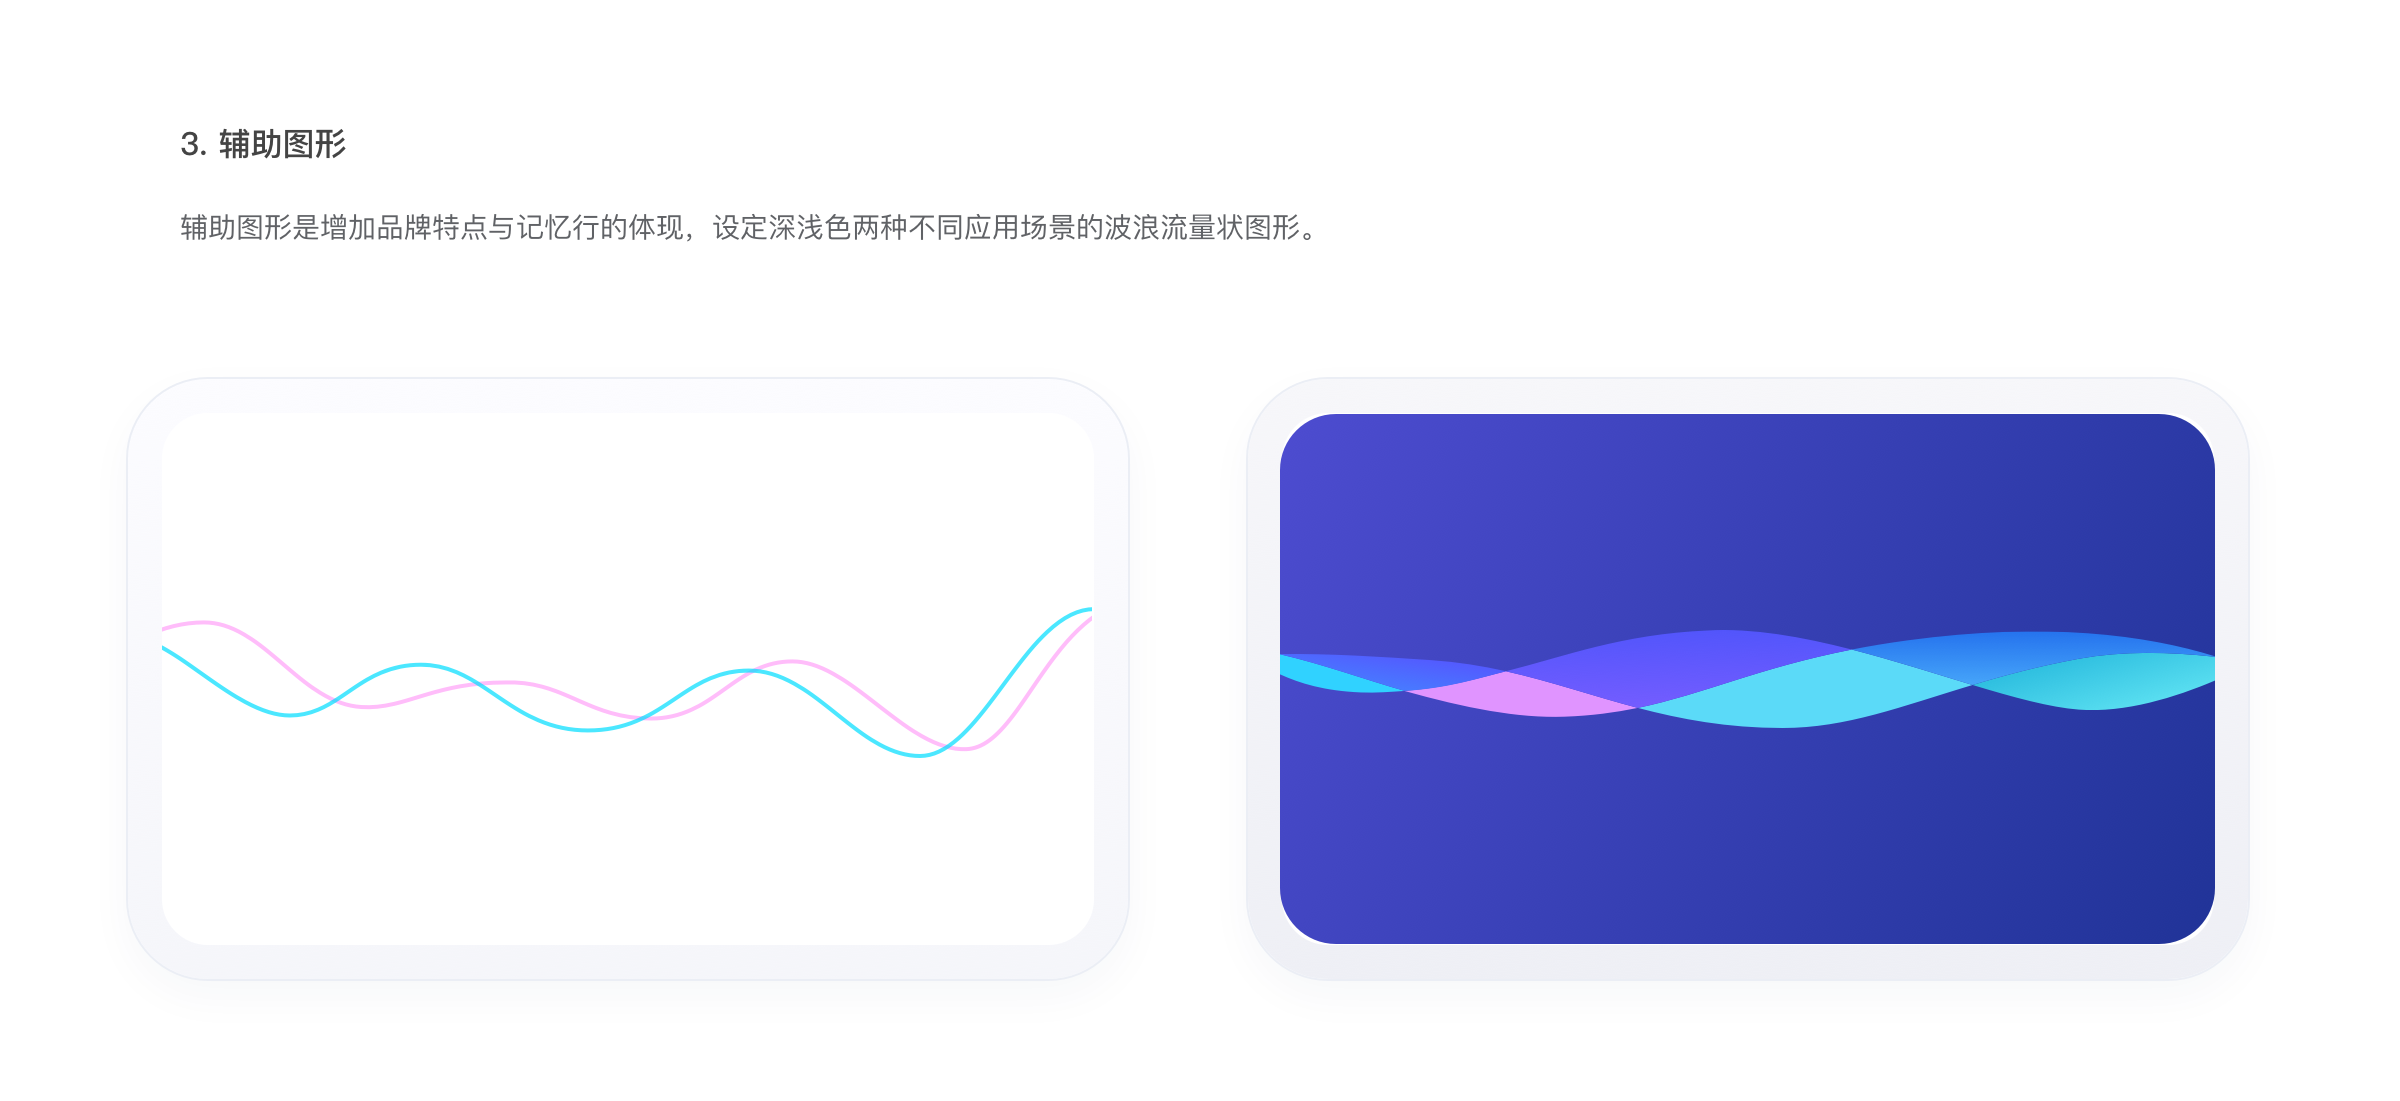 3. 辅助图形
辅助图形是增加品牌特点与记忆行的体现，设定深浅色两种不同应用场景的波浪流量状图形。